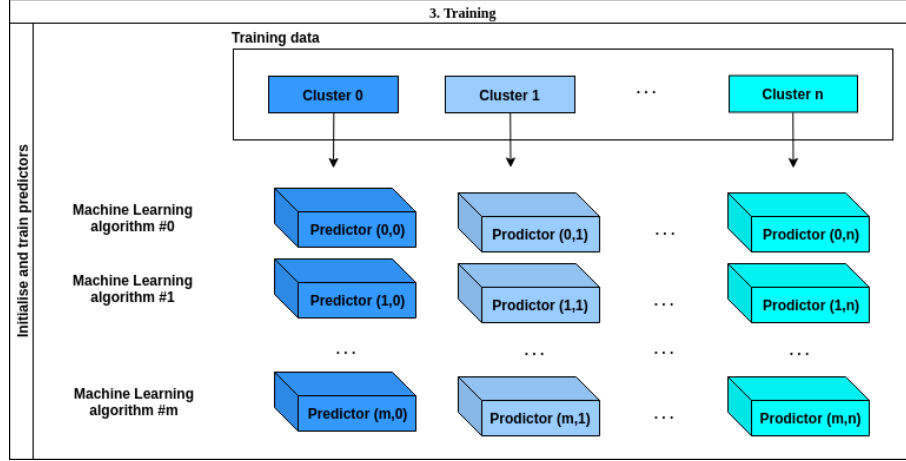 3. Training
Initialise and train predictors
Training data
Cluster 0
Cluster 1
...
Cluster n
Machine Learning
algorithm #0
Predictor (0,0)
Prodictor (0,1)
...
Prodictor (0,n)
Machine Learning
algorithm #1
Predictor (1,0)
Prodictor (1,1)
...
Prodictor (1,n)
...
...
...
...
Machine Learning
algorithm #m
Predictor (m,0)
Predictor (m,1)
...
Predictor (m,n)